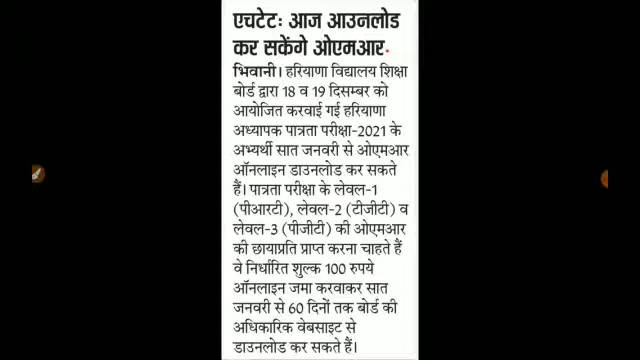 एचटेटः आज आउनलोड
कर सकेंगे ओएमआर
भिवानी। हरियाणा विद्यालय शिक्षा
बोर्ड द्वारा 18 व 19 दिसम्बर को
आयोजित करवाई गई हरियाणा
अध्यापक पात्रता परीक्षा-2021 के
अभ्यर्थी सात जनवरी से ओएमआर
ऑनलाइन डाउनलोड कर सकते
हैं। पात्रता परीक्षा के लेवल-1
(पीआरटी), लेवल-2 (टीजीटी) व
लेवल-3 (पीजीटी) की ओएमआर
की छायाप्रति प्राप्त करना चाहते हैं
वे निर्धारित शुल्क 100 रुपये
ऑनलाइन जमा करवाकर सात
जनवरी से 60 दिनों तक बोर्ड की
अधिकारिक वेबसाइट से
डाउनलोड कर सकते हैं।